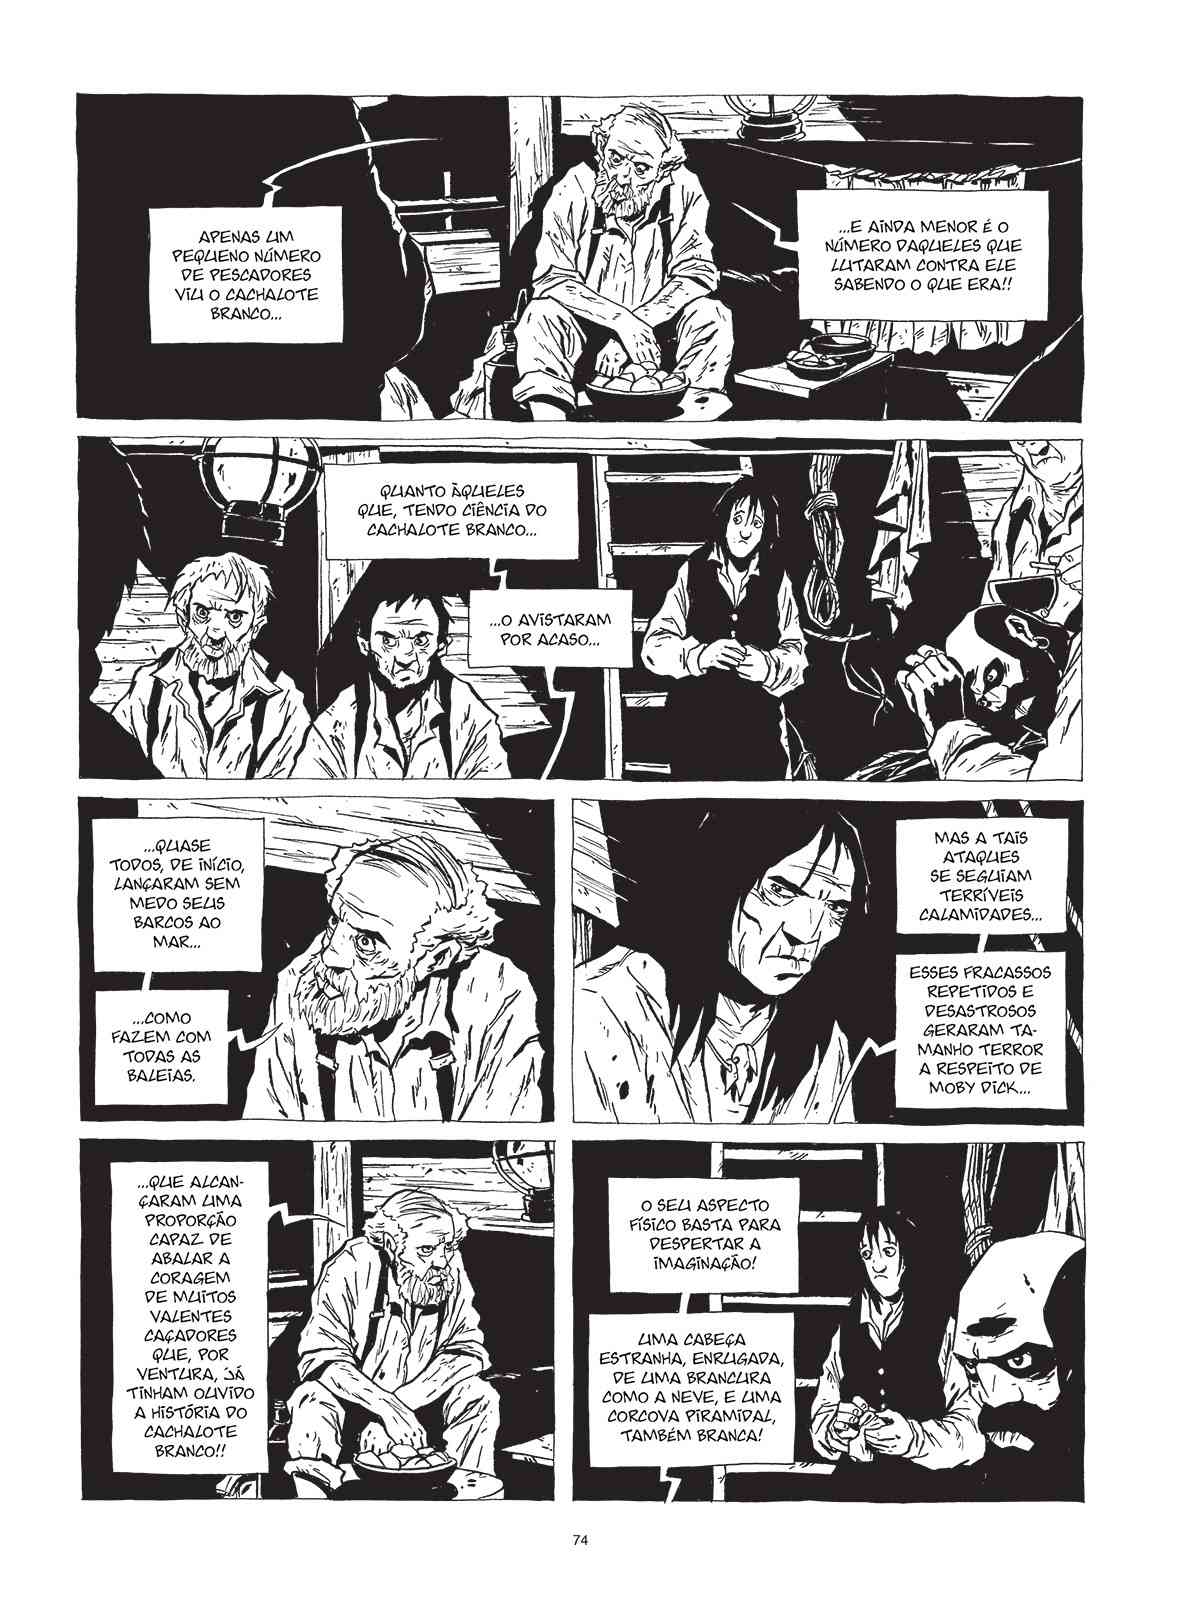 APENAS UM
PEQUENO NÚMERO
DE PESCADORES
VIU O CACHALOTE
BRANCO...
...E AINDA MENOR É O
NÚMERO DAQUELES QUE
LUTARAM CONTRA ELE
SABENDO O QUE ERA!!
QUANTO ÀQUELES
QUE, TENDO CIÊNCIA DO
CACHALOTE BRANCO...
...O AVISTARAM
POR ACASO...
...QUASE
TODOS, DE INÍCIO,
LANÇARAM SEM
MEDO SEUS
BARCOS AO
MAR...
...COMO
FAZEM COM
TODAS AS
BALEIAS.
MAS A TAIS
ATAQUES
SE SEGUIAM
TERRÍVEIS
CALAMIDADES...
ESSES FRACASSOS
REPETIDOS E
DESASTROSOS
GERARAM TA-
MANHO TERROR
A RESPEITO DE
MOBY DICK...
...QUE ALCAN-
ÇARAM UMA
PROPORÇÃO
CAPAZ DE
ABALAR A
CORAGEM
DE MUITOS
VALENTES
CAÇADORES
QUE, POR
VENTURA, JÁ
TINHAM OUVIDO
A HISTÓRIA DO
CACHALOTE
BRANCO!!
O SEU ASPECTO
FÍSICO BASTA PARA
DESPERTAR A
IMAGINAÇÃO!
UMA CABEÇA
ESTRANHA, ENRUGADA,
DE UMA BRANCURA
COMO A NEVE, E UMA
CORCOVA PIRAMIDAL,
TAMBÉM BRANCA!
74